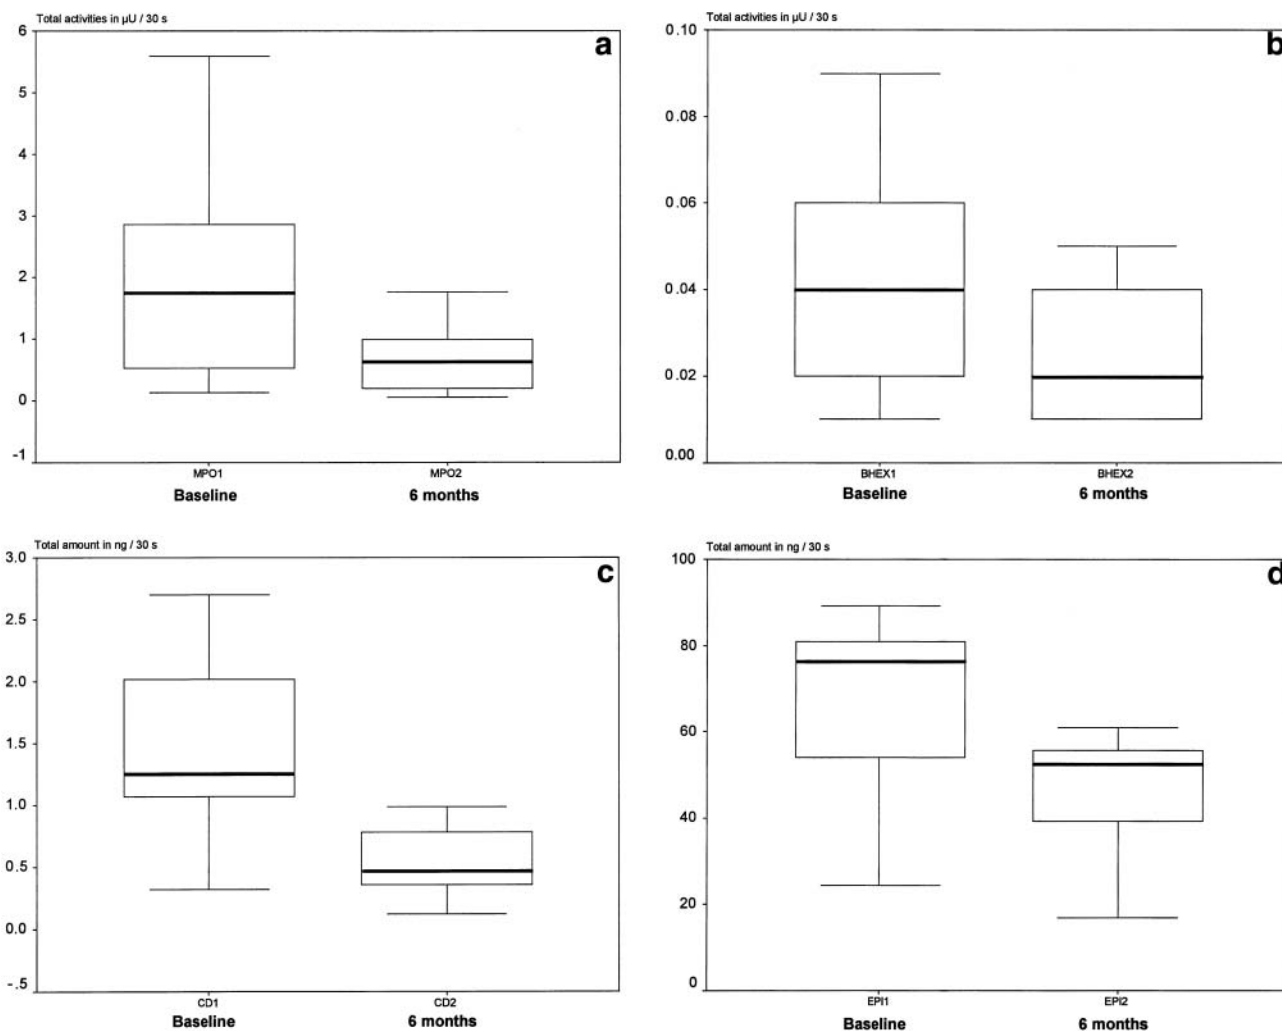 Total activities in µU / 30 s
a
6
5
4
3
2
1
0
-1
MPO1
MPO2
Baseline
6 months
Total activities in µU / 30 s
b
0.10
0.08
0.06
0.04
0.02
0.00
BHEX1
BHEX2
Baseline
6 months
Total amount in ng / 30 s
c
3.0
2.5
2.0
1.5
1.0
0.5
0.0
-.5
CD1
CD2
Baseline
6 months
Total amount in ng / 30 s
d
100
80
60
40
20
0
EPI1
EPI2
Baseline
6 months